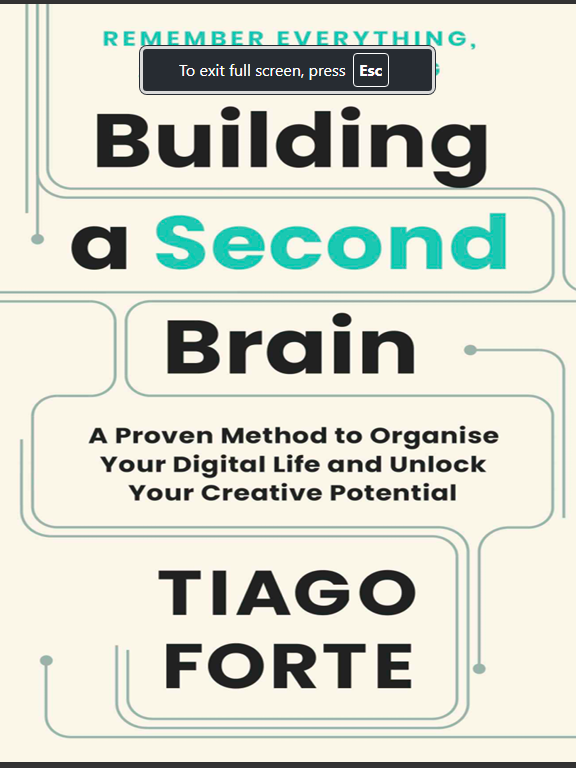 REMEMBER EVERYTHING,
To exit full screen, press Esc
Building
a Second
Brain
A Proven Method to Organise
Your Digital Life and Unlock
Your Creative Potential
TIAGO
FORTE